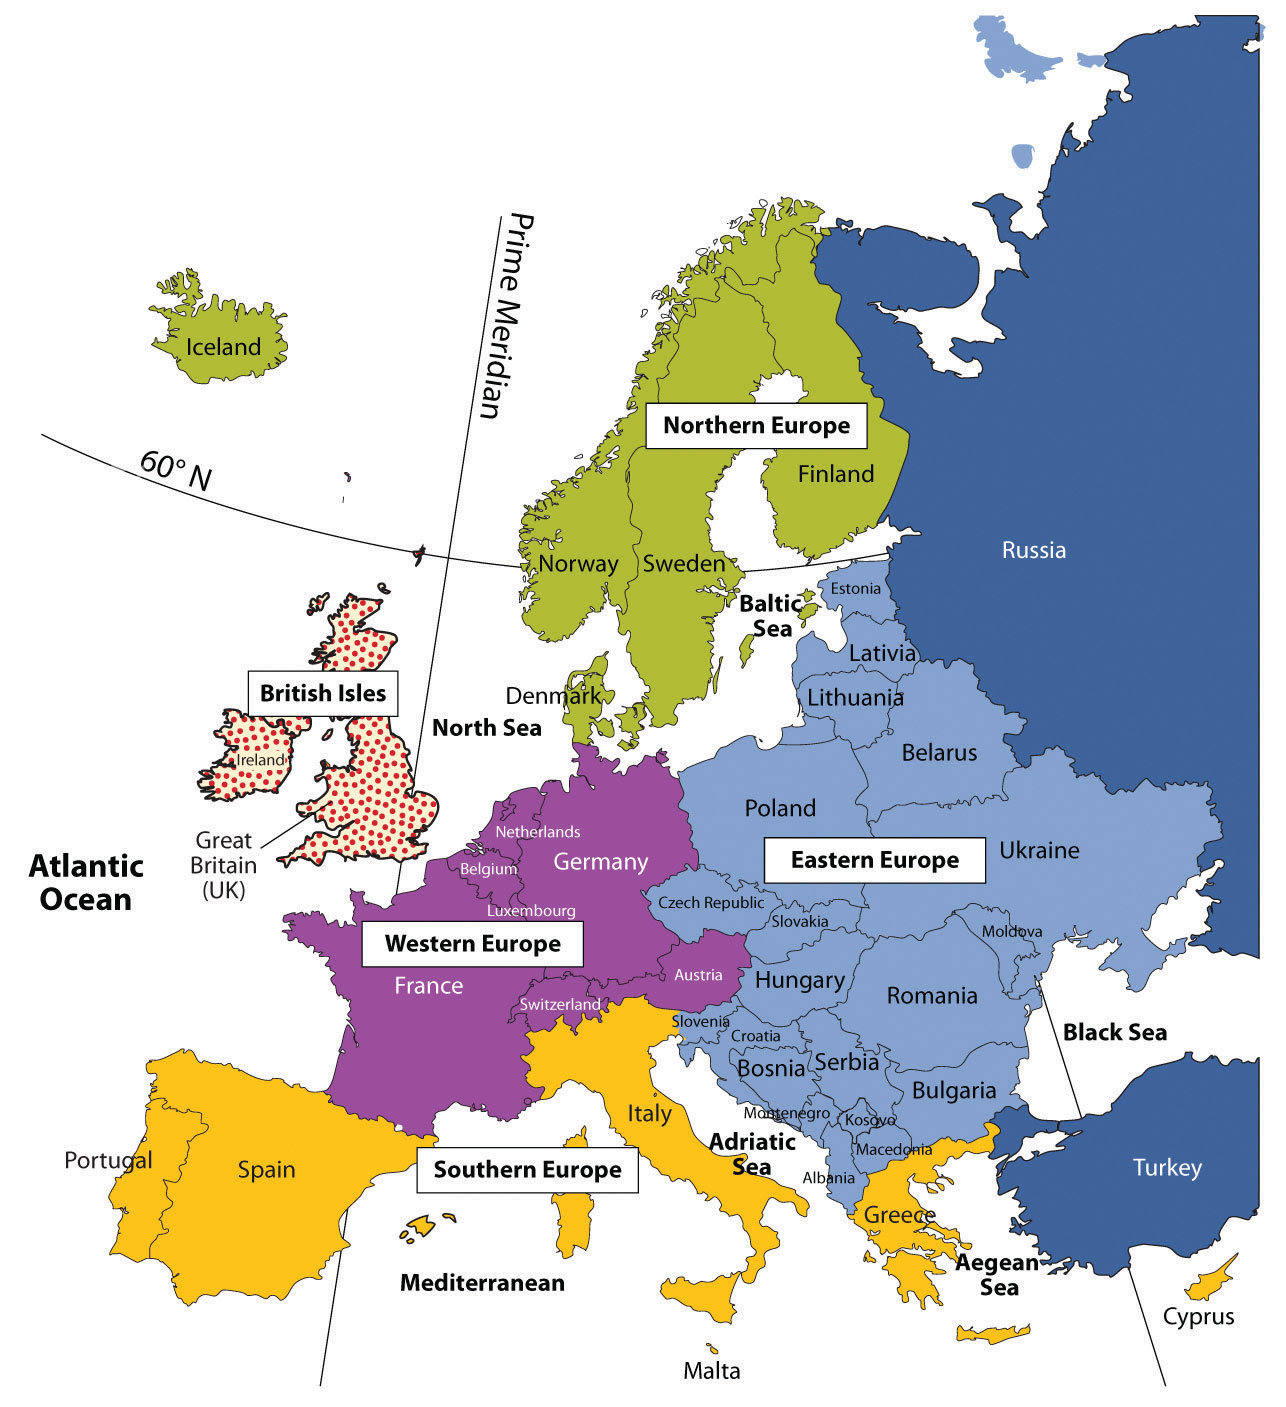 Prime Meridian
Iceland
60° N
Northern Europe
Finland
Russia
Norway
Sweden
Estonia
Baltic
Sea
Lativia
British Isles
Denmark
Lithuania
North Sea
Ireland
Belarus
Poland
Netherlands
Great
Britain
(UK)
Germany
Eastern Europe
Ukraine
Atlantic
Ocean
Belgium
Czech Republic
Luxembourg
Slovakia
Moldova
Western Europe
France
Austria
Hungary
Romania
Switzerland
Slovenia
Croatia
Black Sea
Bosnia
Serbia
Bulgaria
Italy
Montenegro
Kosovo
Adriatic
Sea
Macedonia
Portugal
Spain
Southern Europe
Albania
Turkey
Greece
Mediterranean
Aegean
Sea
Cyprus
Malta